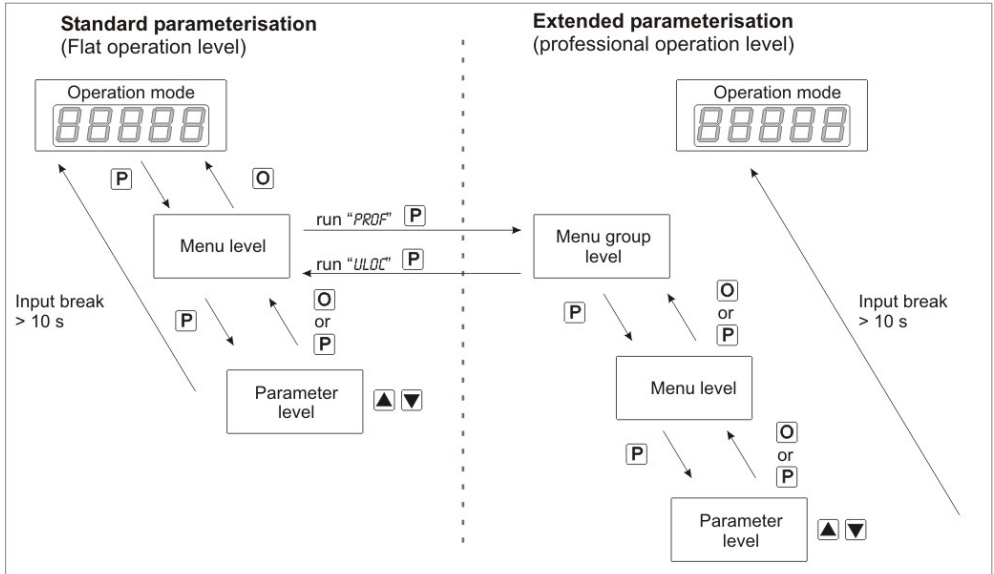 Standard parameterisation
(Flat operation level)
Operation mode
88888
P
O
Menu level
run “PROF” P
run “ULOC” P
Input break
> 10 s
P
O
or
P
Parameter
level
▲ ▼
Extended parameterisation
(professional operation level)
Operation mode
88888
Menu group
level
P
O
or
P
Input break
> 10 s
Menu level
P
O
or
P
Parameter
level
▲ ▼